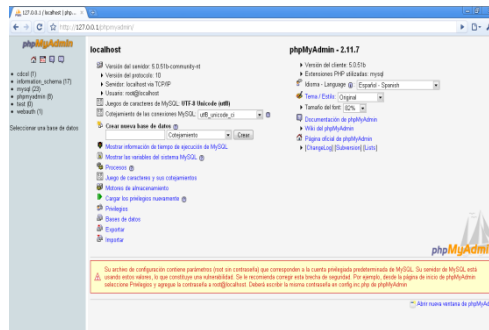 127.0.0.1 / localhost | php...
http://127.0.0.1/phpmyadmin/
phpMyAdmin
cdcol (1)
information_schema (17)
mysql (23)
phpmyadmin (8)
test (0)
webauth (1)
Seleccionar una base de datos
localhost
Versión del servidor: 5.0.51b-community-nt
Versión del protocolo: 10
Servidor: localhost via TCP/IP
Usuario: root@localhost
Juegos de caracteres de MySQL: UTF-8 Unicode (utf8)
Cotejamiento de las conexiones MySQL: utf8_unicode_ci
Crear nueva base de datos
Cotejamiento Crear
Mostrar información de tiempo de ejecución de MySQL
Mostrar las variables del sistema MySQL
Procesos
Juego de caracteres y sus cotejamientos
Motores de almacenamiento
Cargar los privilegios nuevamente
Privilegios
Bases de datos
Exportar
Importar
phpMyAdmin - 2.11.7
Versión del cliente: 5.0.51b
Extensiones PHP utilizadas: mysql
Idioma - Language: Español - Spanish
Tema / Estilo: Original
Tamaño del font: 82%
Documentación de phpMyAdmin
Wiki del phpMyAdmin
Página oficial de phpMyAdmin
[ChangeLog] [Subversion] [Lists]
phpMyAdmin
Su archivo de configuración contiene parámetros (root sin contraseña) que corresponden a la cuenta privilegiada predeterminada de MySQL. Su servidor de MySQL está
usando estos valores, lo que constituye una vulnerabilidad. Se le recomienda corregir esta brecha de seguridad. Por ejemplo, desde la página de inicio de phpMyAdmin
seleccione Privilegios y agregue la contraseña a root@localhost. Deberá escribir la misma contraseña en config.inc.php de phpMyAdmin
Abrir nueva ventana de phpMyAd